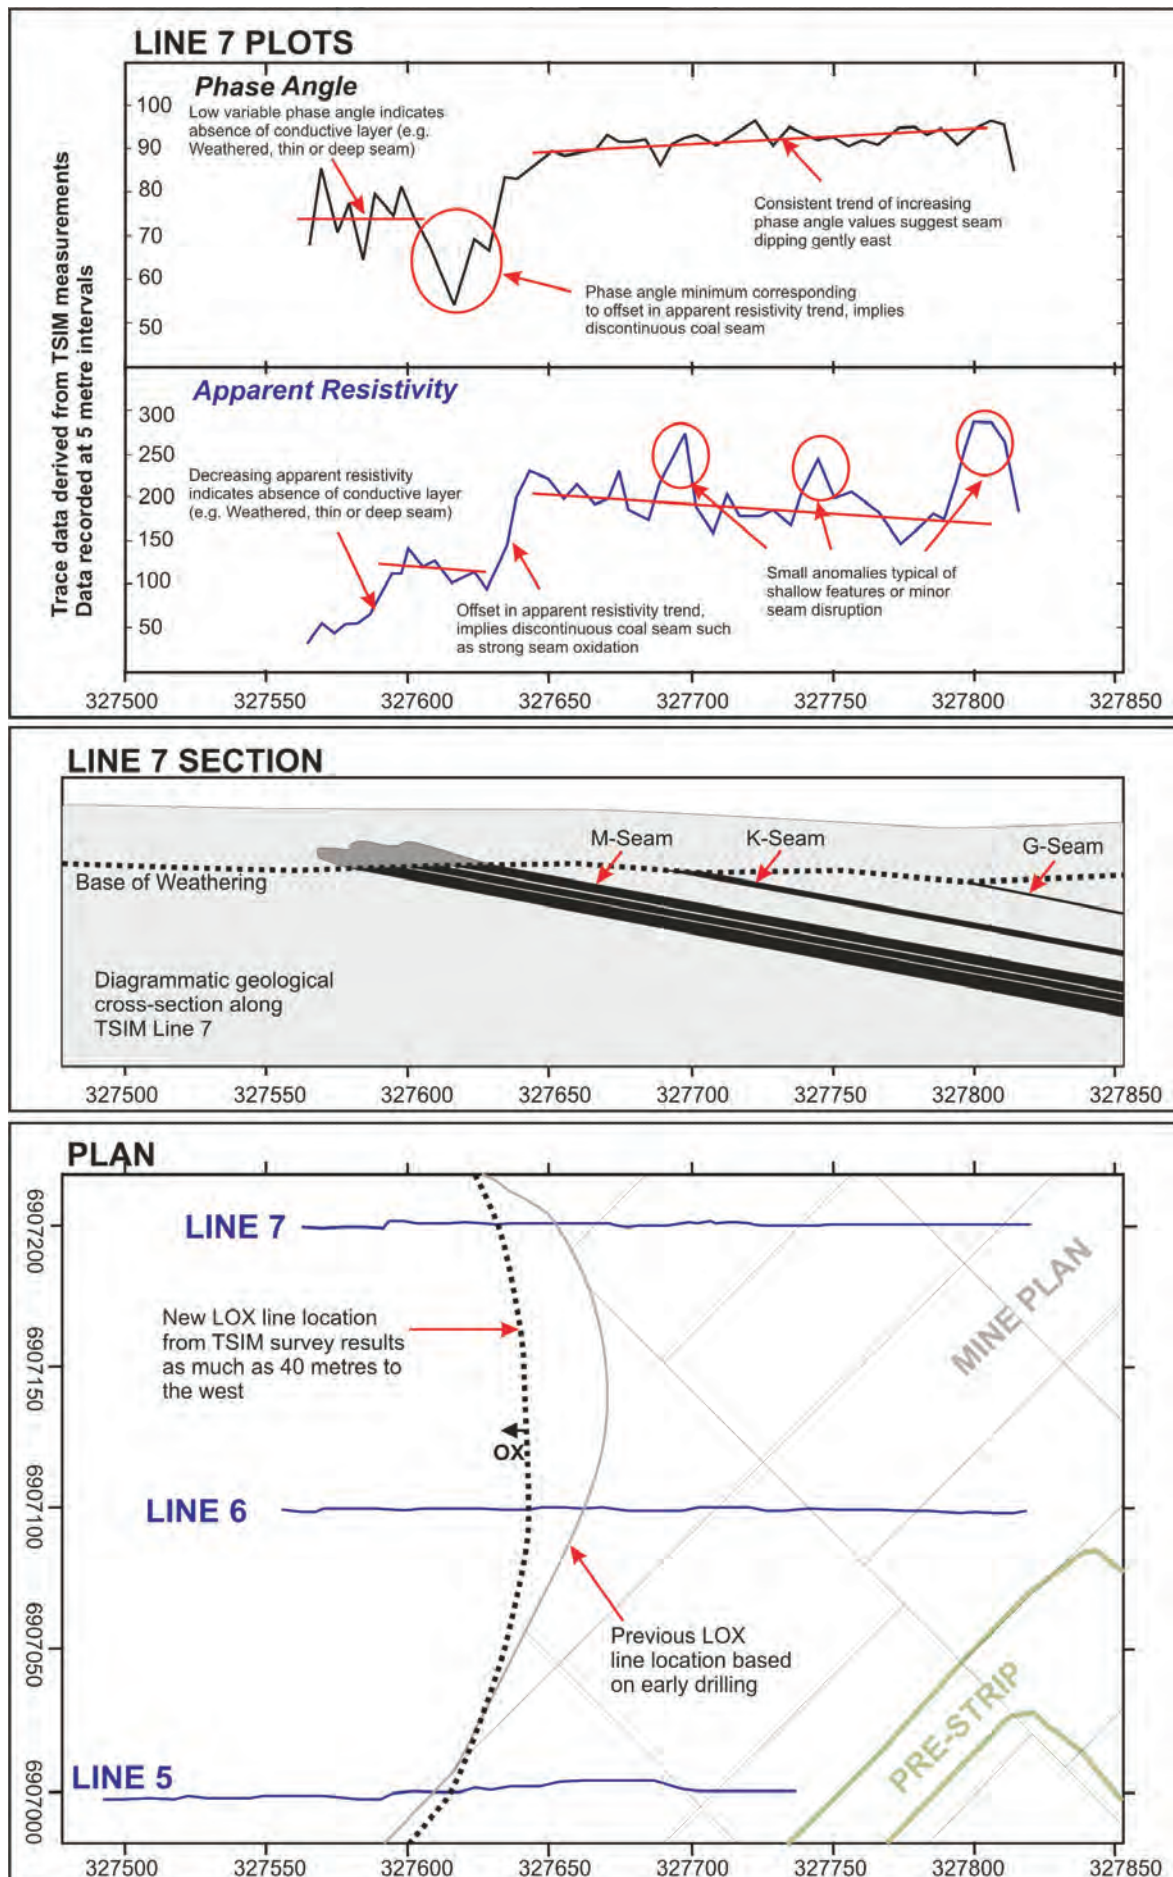 LINE 7 PLOTS
Phase Angle
Low variable phase angle indicates
absence of conductive layer (e.g.
Weathered, thin or deep seam)
100
90
80
70
60
50
Consistent trend of increasing
phase angle values suggest seam
dipping gently east
Phase angle minimum corresponding
to offset in apparent resistivity trend, implies
discontinuous coal seam
Trace data derived from TSIM measurements
Data recorded at 5 metre intervals
Apparent Resistivity
300
250
200
150
100
50
Decreasing apparent resistivity
indicates absence of conductive layer
(e.g. Weathered, thin or deep seam)
Offset in apparent resistivity trend,
implies discontinuous coal seam such
as strong seam oxidation
Small anomalies typical of
shallow features or minor
seam disruption
327500 327550 327600 327650 327700 327750 327800 327850
LINE 7 SECTION
M-Seam
K-Seam
G-Seam
Base of Weathering
Diagrammatic geological
cross-section along
TSIM Line 7
327500 327550 327600 327650 327700 327750 327800 327850
PLAN
LINE 7
6907200
MINE PLAN
New LOX line location
from TSIM survey results
as much as 40 metres to
the west
6907150
OX
LINE 6
6907100
Previous LOX
line location based
on early drilling
6907050
PRE-STRIP
LINE 5
6907000
327500 327550 327600 327650 327700 327750 327800 327850